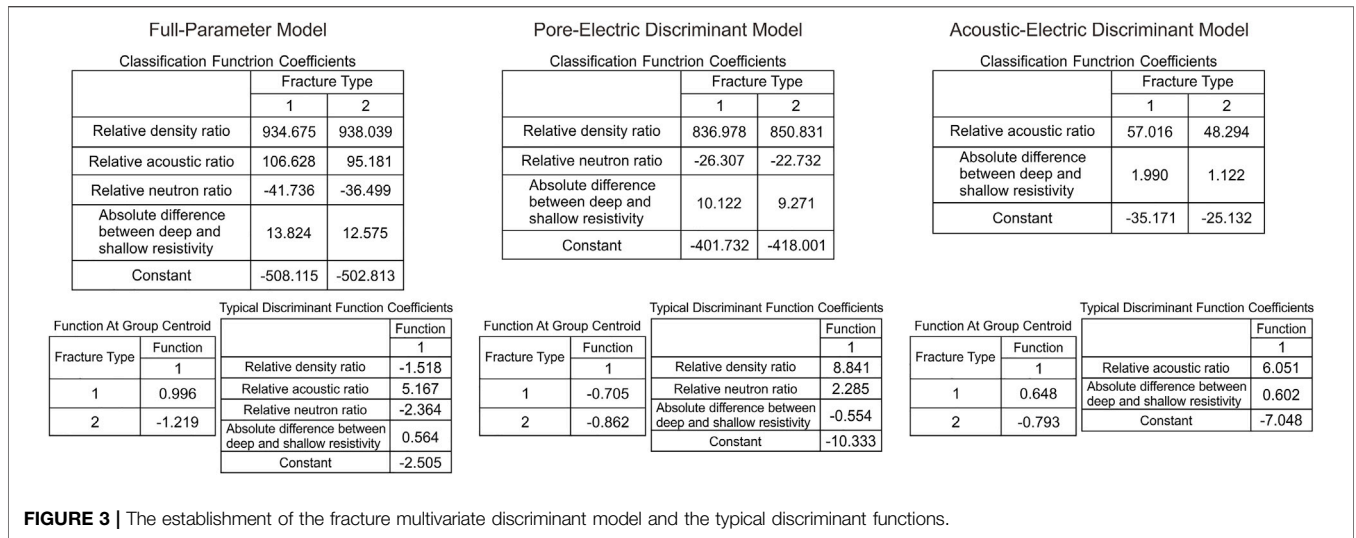 Full-Parameter Model
Classification Functrion Coefficients
Fracture Type
1 2
Relative density ratio 934.675 938.039
Relative acoustic ratio 106.628 95.181
Relative neutron ratio -41.736 -36.499
Absolute difference
between deep and
shallow resistivity
13.824 12.575
Constant -508.115 -502.813
Function At Group Centroid
Fracture Type Function
1
1 0.996
2 -1.219
Typical Discriminant Function Coefficients
Function
1
Relative density ratio -1.518
Relative acoustic ratio 5.167
Relative neutron ratio -2.364
Absolute difference between
deep and shallow resistivity
0.564
Constant -2.505
Pore-Electric Discriminant Model
Classification Functrion Coefficients
Fracture Type
1 2
Relative density ratio 836.978 850.831
Relative neutron ratio -26.307 -22.732
Absolute difference
between deep and
shallow resistivity
10.122 9.271
Constant -401.732 -418.001
Function At Group Centroid
Fracture Type Function
1
1 -0.705
2 -0.862
Typical Discriminant Function Coefficients
Function
1
Relative density ratio 8.841
Relative neutron ratio 2.285
Absolute difference between
deep and shallow resistivity
-0.554
Constant -10.333
Acoustic-Electric Discriminant Model
Classification Functrion Coefficients
Fracture Type
1 2
Relative acoustic ratio 57.016 48.294
Absolute difference
between deep and
shallow resistivity
1.990 1.122
Constant -35.171 -25.132
Function At Group Centroid
Fracture Type Function
1
1 0.648
2 -0.793
Typical Discriminant Function Coefficients
Function
1
Relative acoustic ratio 6.051
Absolute difference between
deep and shallow resistivity
0.602
Constant -7.048
FIGURE 3 | The establishment of the fracture multivariate discriminant model and the typical discriminant functions.